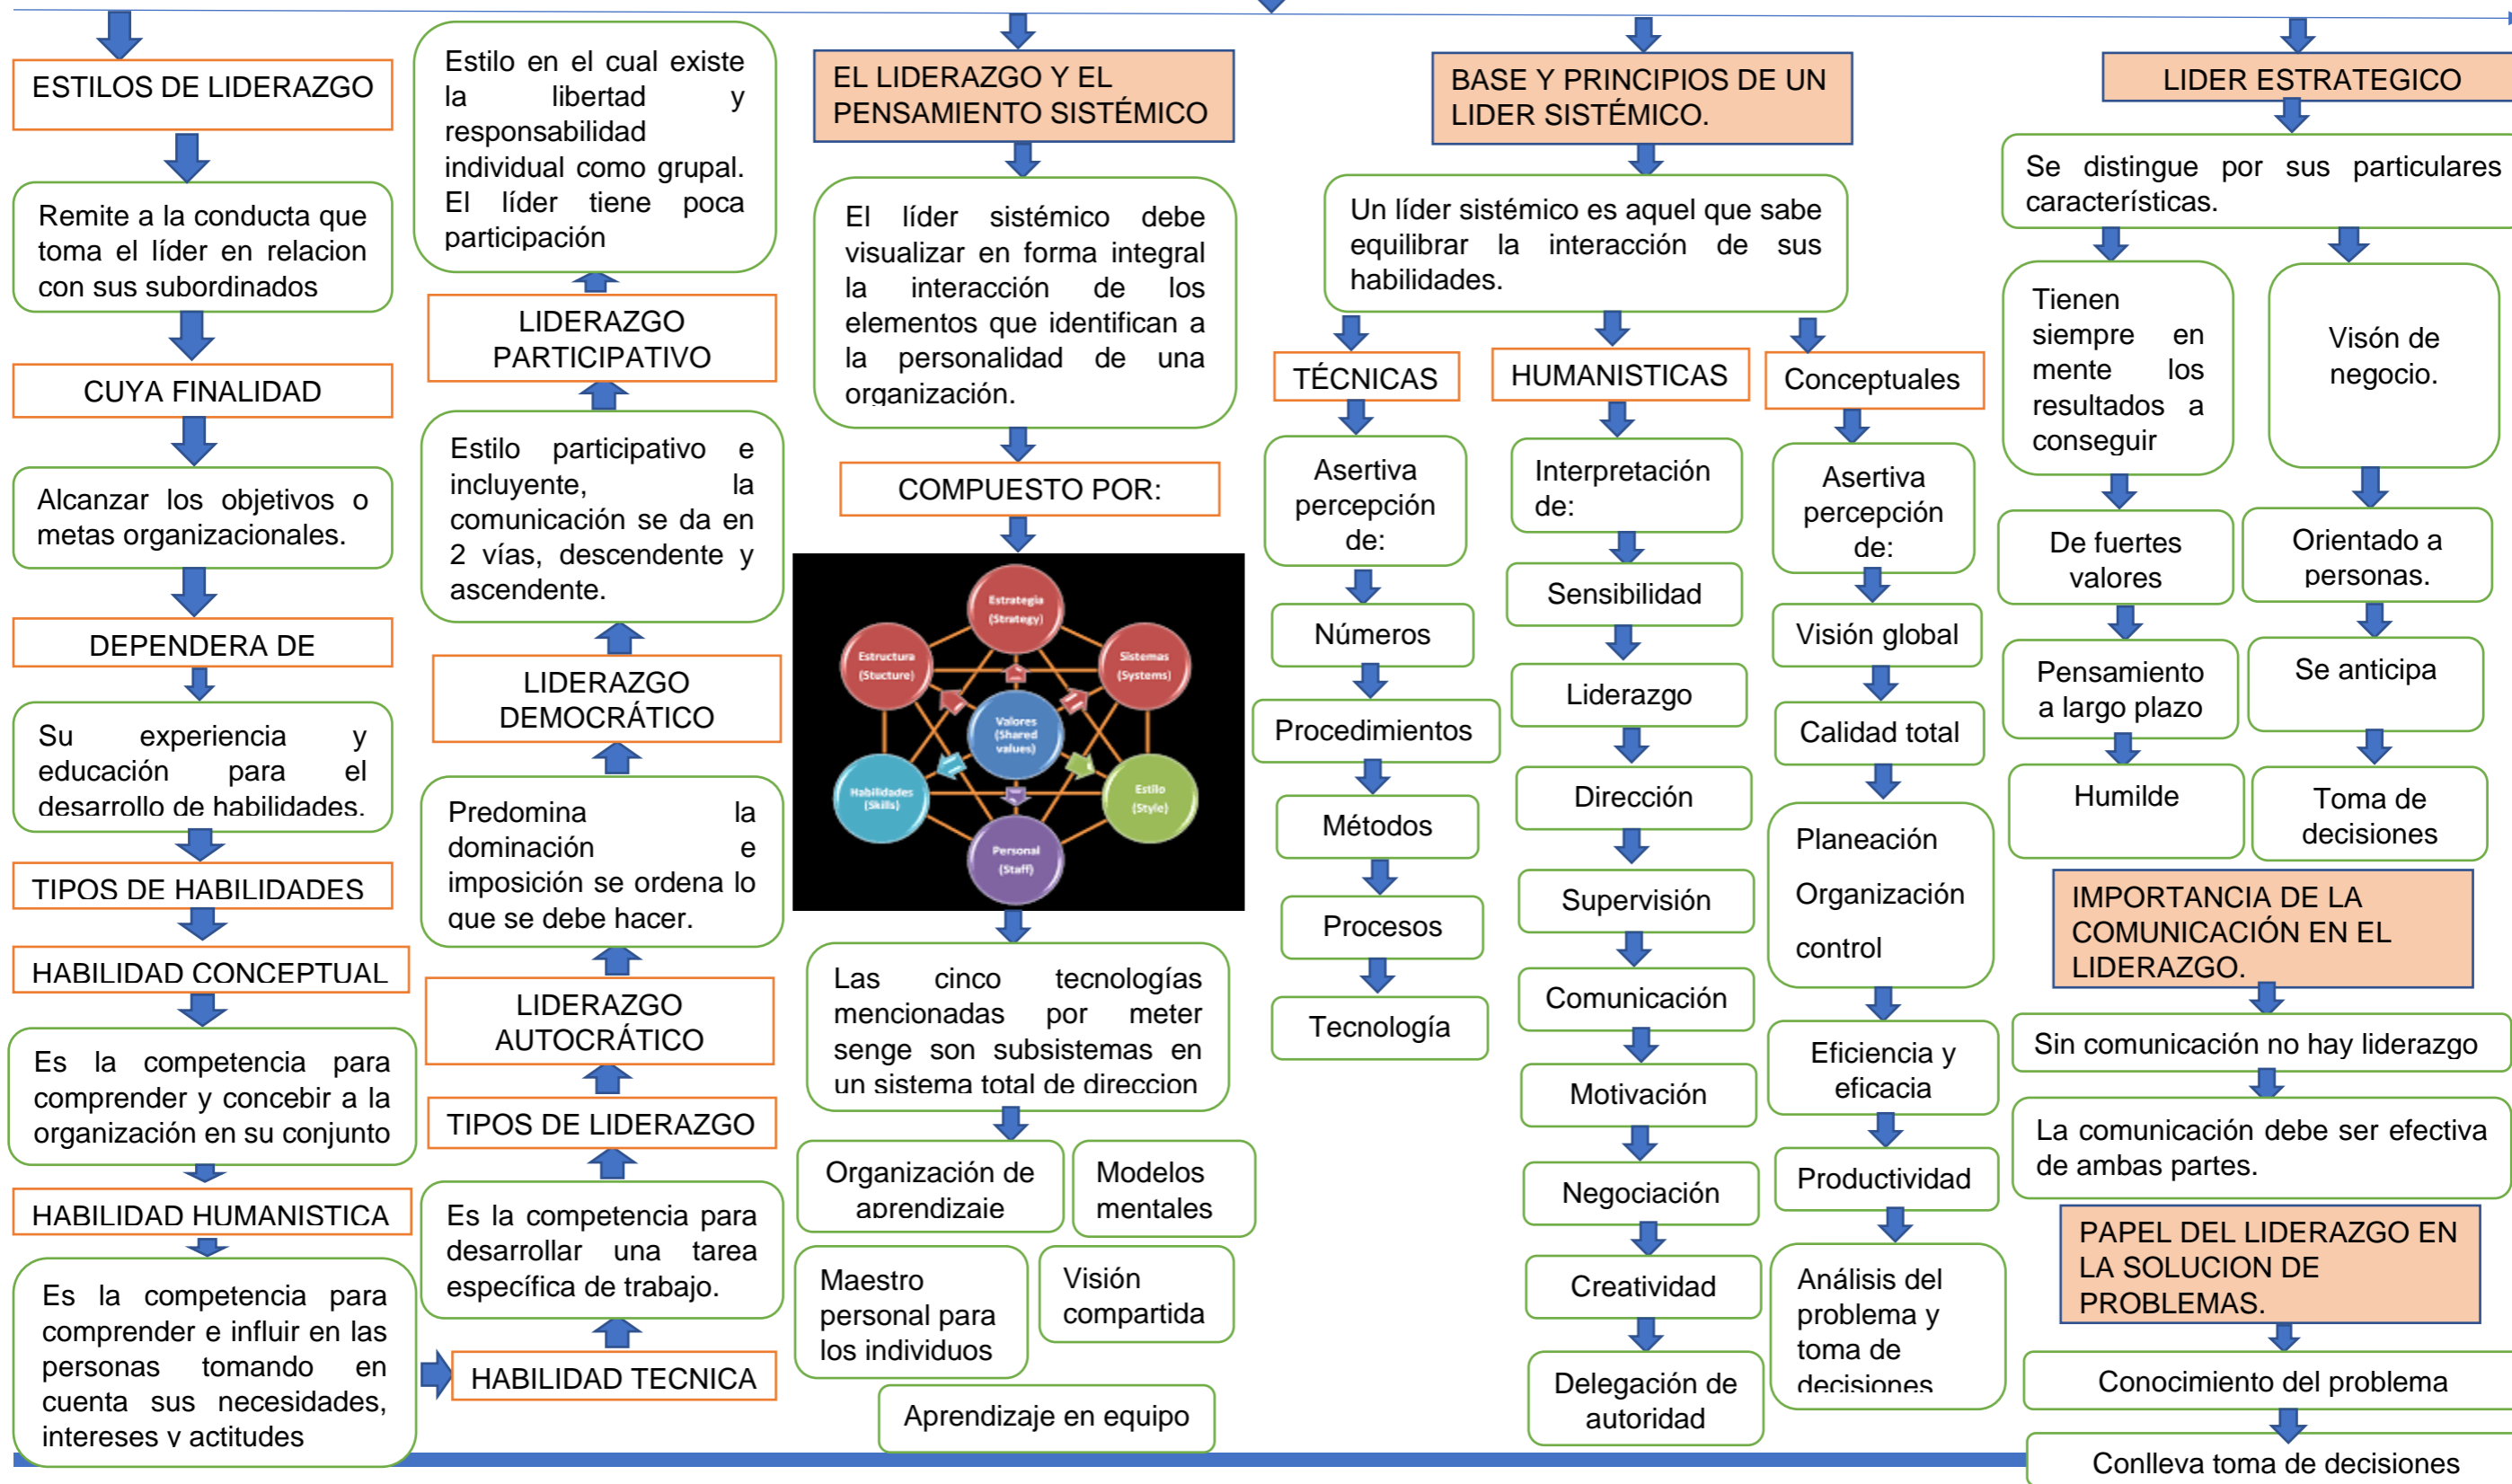 ESTILOS DE LIDERAZGO
Remite a la conducta que
toma el líder en relacion
con sus subordinados
CUYA FINALIDAD
Alcanzar los objetivos o
metas organizacionales.
DEPENDERA DE
Su experiencia y
educación para el
desarrollo de habilidades.
TIPOS DE HABILIDADES
HABILIDAD CONCEPTUAL
Es la competencia para
comprender y concebir a la
organización en su conjunto
HABILIDAD HUMANISTICA
Es la competencia para
comprender e influir en las
personas tomando en
cuenta sus necesidades,
intereses y actitudes
HABILIDAD TECNICA
Es la competencia para
desarrollar una tarea
específica de trabajo.
TIPOS DE LIDERAZGO
LIDERAZGO
AUTOCRÁTICO
Predomina la
dominación e
imposición se ordena lo
que se debe hacer.
LIDERAZGO
DEMOCRÁTICO
Estilo participativo e
incluyente, la
comunicación se da en
2 vías, descendente y
ascendente.
LIDERAZGO
PARTICIPATIVO
Estilo en el cual existe
la libertad y
responsabilidad
individual como grupal.
El líder tiene poca
participación
EL LIDERAZGO Y EL
PENSAMIENTO SISTÉMICO
El líder sistémico debe
visualizar en forma integral
la interacción de los
elementos que identifican a
la personalidad de una
organización.
COMPUESTO POR:
Estrategia
(Strategy)
Estructura
(Stucture)
Sistemas
(Systems)
Valores
(Shared
values)
Habilidades
(Skills)
Estilo
(Style)
Personal
(Staff)
Las cinco tecnologías
mencionadas por meter
senge son subsistemas en
un sistema total de direccion
Organización de
aprendizaje
Modelos
mentales
Maestro
personal para
los individuos
Visión
compartida
Aprendizaje en equipo
BASE Y PRINCIPIOS DE UN
LIDER SISTÉMICO.
Un líder sistémico es aquel que sabe
equilibrar la interacción de sus
habilidades.
TÉCNICAS
Asertiva
percepción
de:
Números
Procedimientos
Métodos
Procesos
Tecnología
HUMANISTICAS
Interpretación
de:
Sensibilidad
Liderazgo
Dirección
Supervisión
Comunicación
Motivación
Negociación
Creatividad
Delegación de
autoridad
Conceptuales
Asertiva
percepción
de:
Visión global
Calidad total
Planeación
Organización
control
Eficiencia y
eficacia
Productividad
Análisis del
problema y
toma de
decisiones
LIDER ESTRATEGICO
Se distingue por sus particulares
características.
Tienen
siempre en
mente los
resultados a
conseguir
De fuertes
valores
Pensamiento
a largo plazo
Humilde
Visón de
negocio.
Orientado a
personas.
Se anticipa
Toma de
decisiones
IMPORTANCIA DE LA
COMUNICACIÓN EN EL
LIDERAZGO.
Sin comunicación no hay liderazgo
La comunicación debe ser efectiva
de ambas partes.
PAPEL DEL LIDERAZGO EN
LA SOLUCION DE
PROBLEMAS.
Conocimiento del problema
Conlleva toma de decisiones